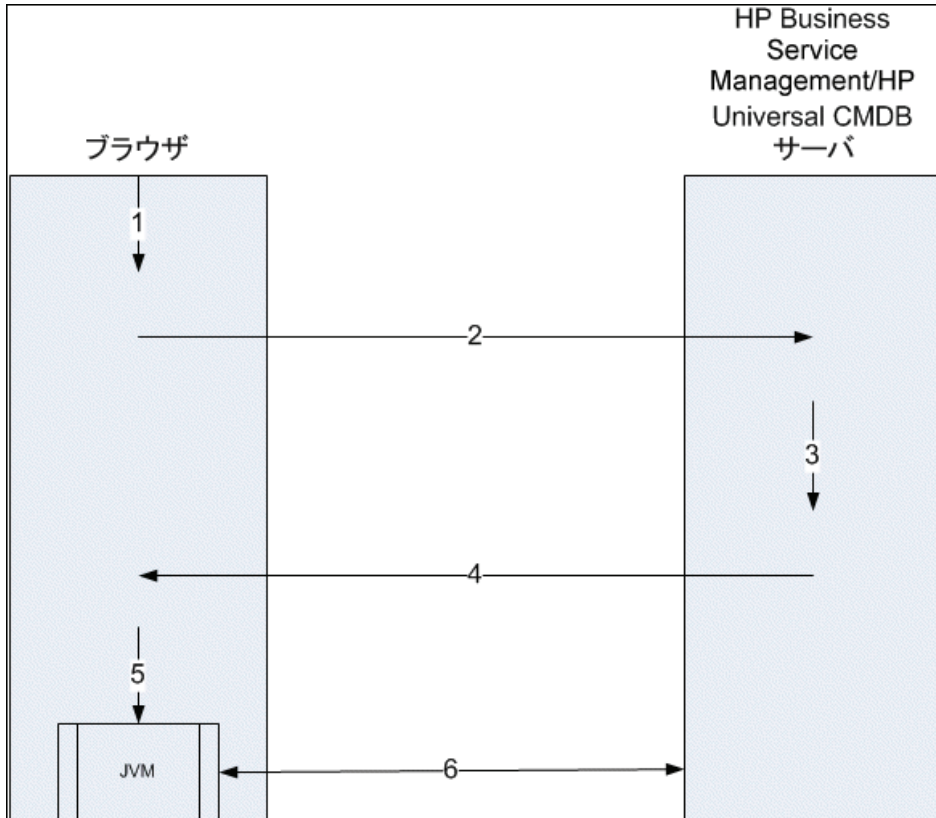 HP Business
Service
Management/HP
Universal CMDB
サーバ
ブラウザ
1
2
3
4
5
JVM
6